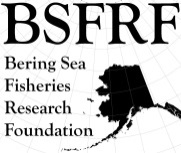 BSFRF
Bering Sea
Fisheries
Research
Foundation